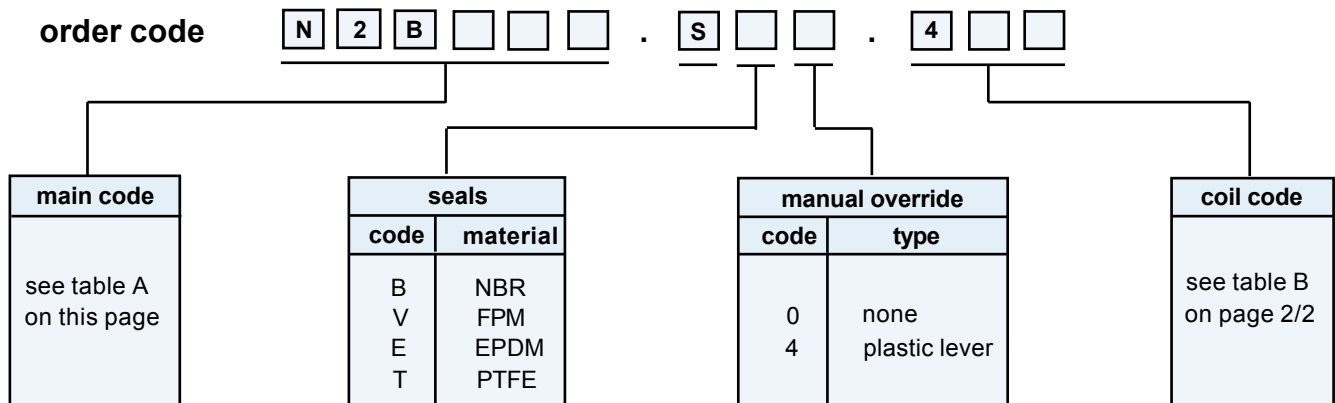 order code N 2 B . S . 4
main code
see table A
on this page
seals
code material
B NBR
V FPM
E EPDM
T PTFE
manual override
code type
0 none
4 plastic lever
coil code
see table B
on page 2/2